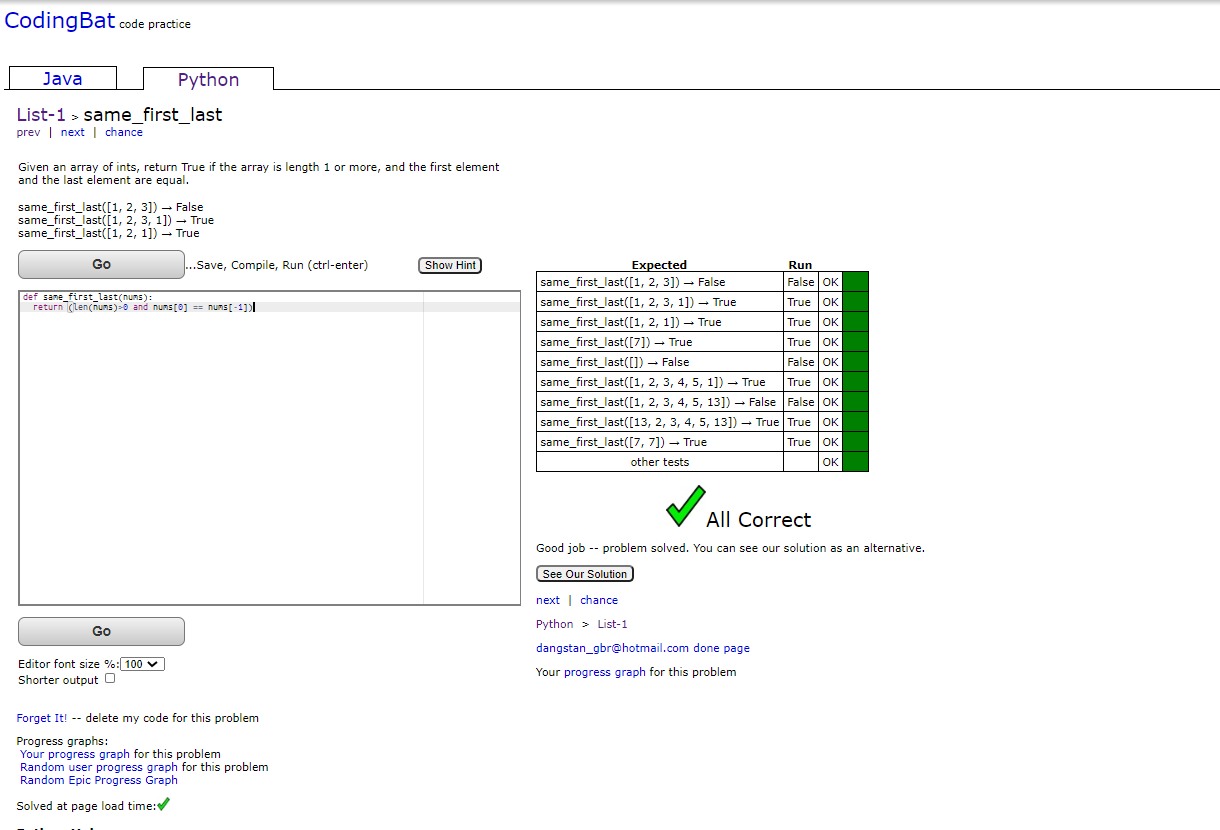 CodingBat code practice
Java
Python
List-1 > same_first_last
prev | next | chance
Given an array of ints, return True if the array is length 1 or more, and the first element
and the last element are equal.
same_first_last([1, 2, 3]) → False
same_first_last([1, 2, 3, 1]) → True
same_first_last([1, 2, 1]) → True
Go
...Save, Compile, Run (ctrl-enter)
Show Hint
def same_first_last(nums):
return (len(nums)>0 and nums[0] == nums[-1])
Go
Editor font size %: 100
Shorter output
Forget It! -- delete my code for this problem
Progress graphs:
Your progress graph for this problem
Random user progress graph for this problem
Random Epic Progress Graph
Solved at page load time:
Expected Run
same_first_last([1, 2, 3]) → False False OK
same_first_last([1, 2, 3, 1]) → True True OK
same_first_last([1, 2, 1]) → True True OK
same_first_last([7]) → True True OK
same_first_last([]) → False False OK
same_first_last([1, 2, 3, 4, 5, 1]) → True True OK
same_first_last([1, 2, 3, 4, 5, 13]) → False False OK
same_first_last([13, 2, 3, 4, 5, 13]) → True True OK
same_first_last([7, 7]) → True True OK
other tests OK
All Correct
Good job -- problem solved. You can see our solution as an alternative.
See Our Solution
next | chance
Python > List-1
dangstan_gbr@hotmail.com done page
Your progress graph for this problem